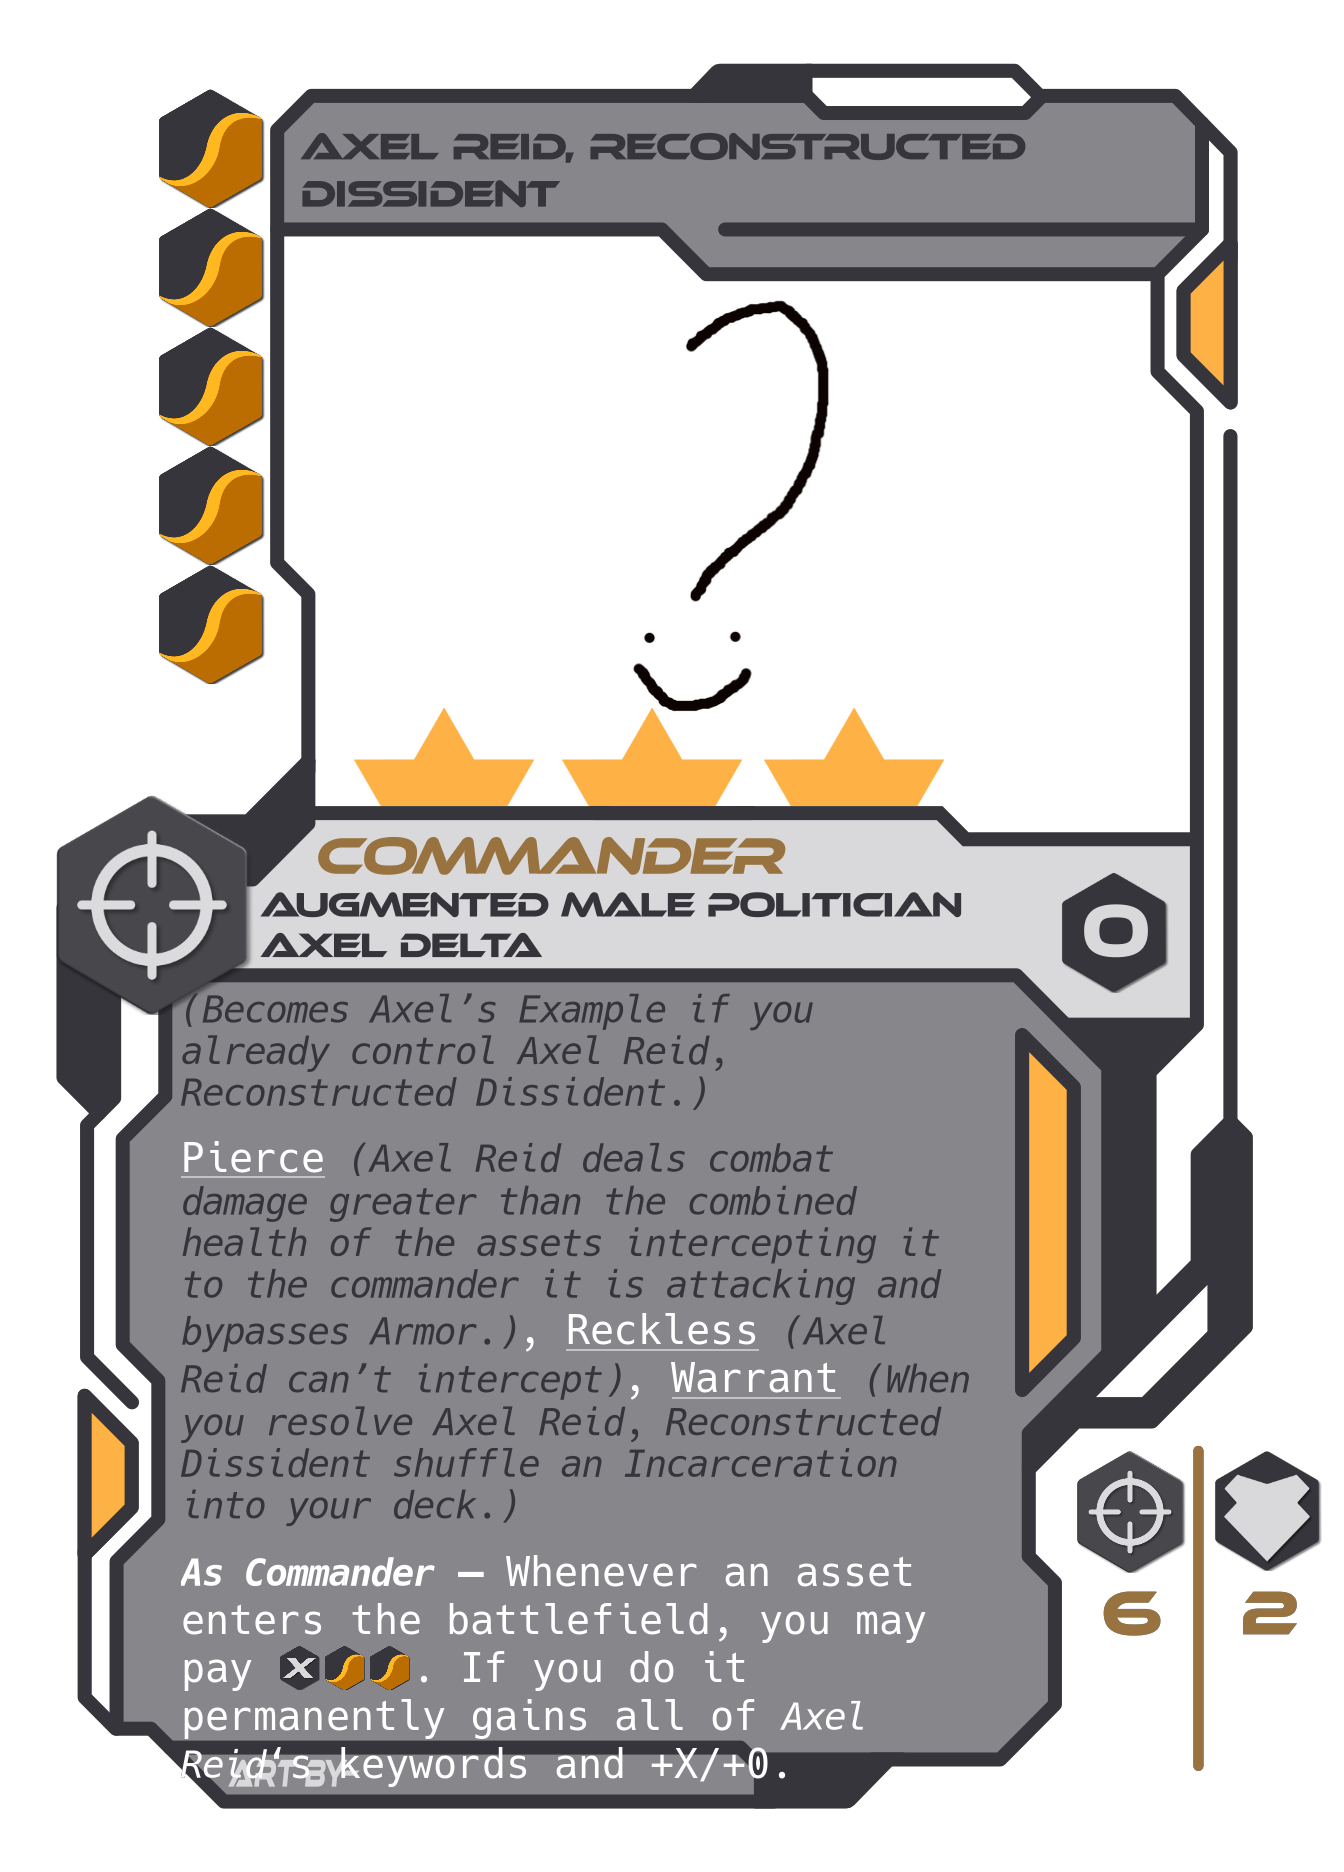 AXEL REID, RECONSTRUCTED
DISSIDENT
COMMANDER
AUGMENTED MALE POLITICIAN
AXEL DELTA
0
(Becomes Axel’s Example if you
already control Axel Reid,
Reconstructed Dissident.)
Pierce (Axel Reid deals combat
damage greater than the combined
health of the assets intercepting it
to the commander it is attacking and
bypasses Armor.), Reckless (Axel
Reid can’t intercept), Warrant (When
you resolve Axel Reid, Reconstructed
Dissident shuffle an Incarceration
into your deck.)
As Commander — Whenever an asset
enters the battlefield, you may
pay X. If you do it
permanently gains all of Axel
Reid‘s keywords and +X/+0.
ART BY-
6
2